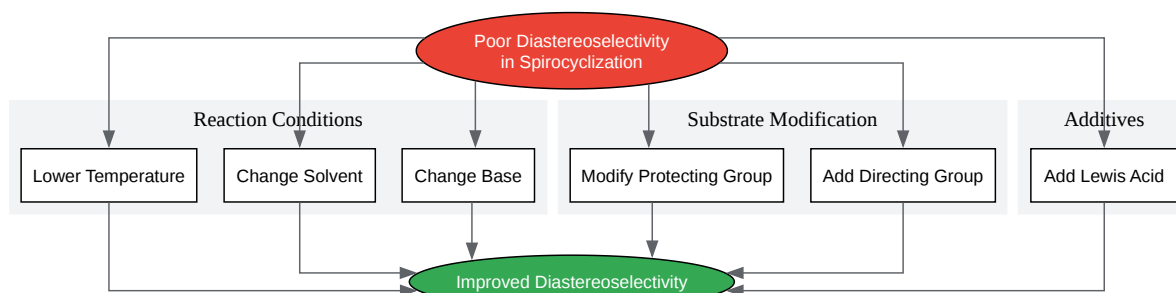 Poor Diastereoselectivity
in Spirocyclization
Reaction Conditions
Substrate Modification
Additives
Lower Temperature
Change Solvent
Change Base
Modify Protecting Group
Add Directing Group
Add Lewis Acid
Improved Diastereoselectivity